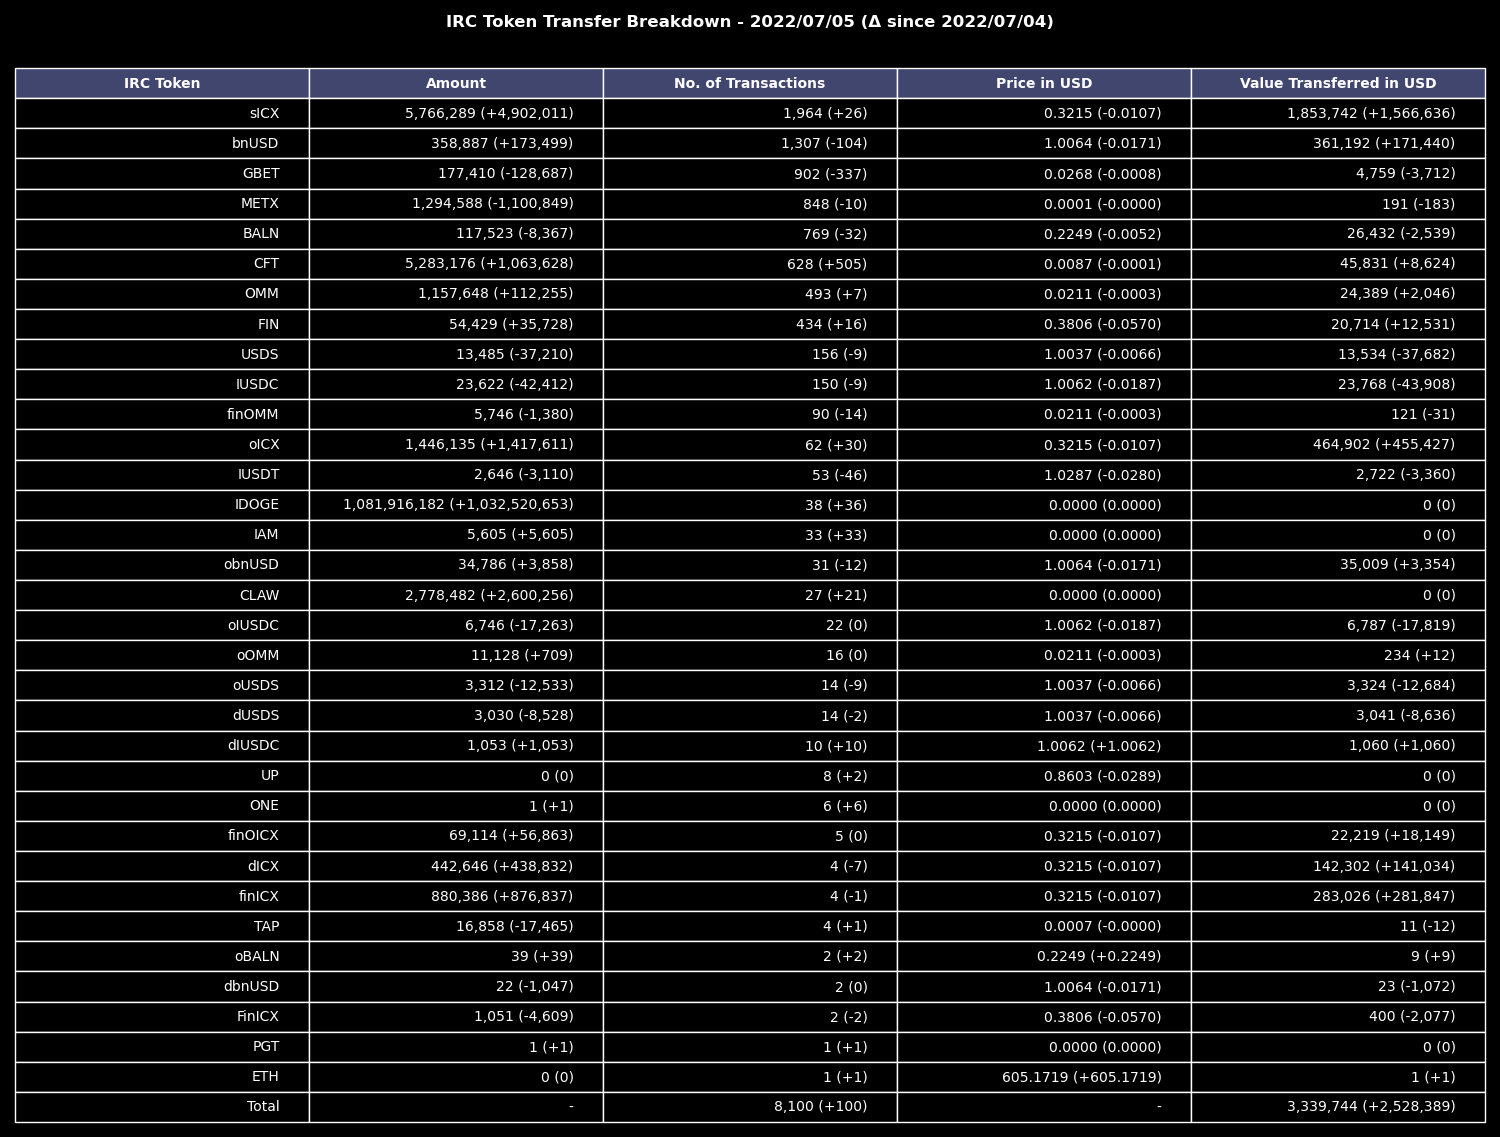 IRC Token Transfer Breakdown - 2022/07/05 (Δ since 2022/07/04)
IRC Token Amount No. of Transactions Price in USD Value Transferred in USD
sICX 5,766,289 (+4,902,011) 1,964 (+26) 0.3215 (-0.0107) 1,853,742 (+1,566,636)
bnUSD 358,887 (+173,499) 1,307 (-104) 1.0064 (-0.0171) 361,192 (+171,440)
GBET 177,410 (-128,687) 902 (-337) 0.0268 (-0.0008) 4,759 (-3,712)
METX 1,294,588 (-1,100,849) 848 (-10) 0.0001 (-0.0000) 191 (-183)
BALN 117,523 (-8,367) 769 (-32) 0.2249 (-0.0052) 26,432 (-2,539)
CFT 5,283,176 (+1,063,628) 628 (+505) 0.0087 (-0.0001) 45,831 (+8,624)
OMM 1,157,648 (+112,255) 493 (+7) 0.0211 (-0.0003) 24,389 (+2,046)
FIN 54,429 (+35,728) 434 (+16) 0.3806 (-0.0570) 20,714 (+12,531)
USDS 13,485 (-37,210) 156 (-9) 1.0037 (-0.0066) 13,534 (-37,682)
IUSDC 23,622 (-42,412) 150 (-9) 1.0062 (-0.0187) 23,768 (-43,908)
finOMM 5,746 (-1,380) 90 (-14) 0.0211 (-0.0003) 121 (-31)
oICX 1,446,135 (+1,417,611) 62 (+30) 0.3215 (-0.0107) 464,902 (+455,427)
IUSDT 2,646 (-3,110) 53 (-46) 1.0287 (-0.0280) 2,722 (-3,360)
IDOGE 1,081,916,182 (+1,032,520,653) 38 (+36) 0.0000 (0.0000) 0 (0)
IAM 5,605 (+5,605) 33 (+33) 0.0000 (0.0000) 0 (0)
obnUSD 34,786 (+3,858) 31 (-12) 1.0064 (-0.0171) 35,009 (+3,354)
CLAW 2,778,482 (+2,600,256) 27 (+21) 0.0000 (0.0000) 0 (0)
oIUSDC 6,746 (-17,263) 22 (0) 1.0062 (-0.0187) 6,787 (-17,819)
oOMM 11,128 (+709) 16 (0) 0.0211 (-0.0003) 234 (+12)
oUSDS 3,312 (-12,533) 14 (-9) 1.0037 (-0.0066) 3,324 (-12,684)
dUSDS 3,030 (-8,528) 14 (-2) 1.0037 (-0.0066) 3,041 (-8,636)
dIUSDC 1,053 (+1,053) 10 (+10) 1.0062 (+1.0062) 1,060 (+1,060)
UP 0 (0) 8 (+2) 0.8603 (-0.0289) 0 (0)
ONE 1 (+1) 6 (+6) 0.0000 (0.0000) 0 (0)
finOICX 69,114 (+56,863) 5 (0) 0.3215 (-0.0107) 22,219 (+18,149)
dICX 442,646 (+438,832) 4 (-7) 0.3215 (-0.0107) 142,302 (+141,034)
finICX 880,386 (+876,837) 4 (-1) 0.3215 (-0.0107) 283,026 (+281,847)
TAP 16,858 (-17,465) 4 (+1) 0.0007 (-0.0000) 11 (-12)
oBALN 39 (+39) 2 (+2) 0.2249 (+0.2249) 9 (+9)
dbnUSD 22 (-1,047) 2 (0) 1.0064 (-0.0171) 23 (-1,072)
FinICX 1,051 (-4,609) 2 (-2) 0.3806 (-0.0570) 400 (-2,077)
PGT 1 (+1) 1 (+1) 0.0000 (0.0000) 0 (0)
ETH 0 (0) 1 (+1) 605.1719 (+605.1719) 1 (+1)
Total - 8,100 (+100) - 3,339,744 (+2,528,389)